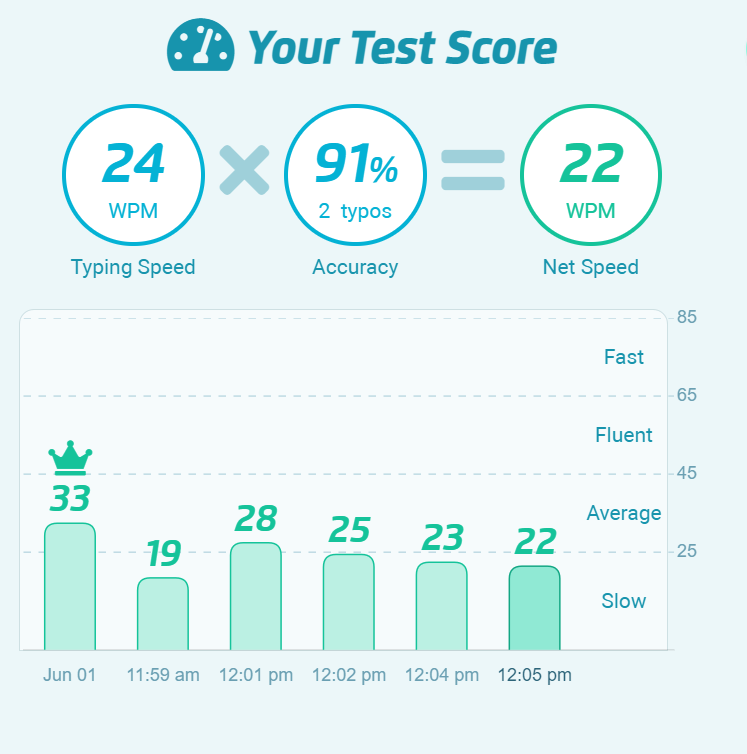 Your Test Score
24 91% 22
WPM 2 typos WPM
Typing Speed Accuracy Net Speed
85
Fast
65
Fluent
45
33
Average
28
25
23
22
19
25
Slow
Jun 01 11:59 am 12:01 pm 12:02 pm 12:04 pm 12:05 pm